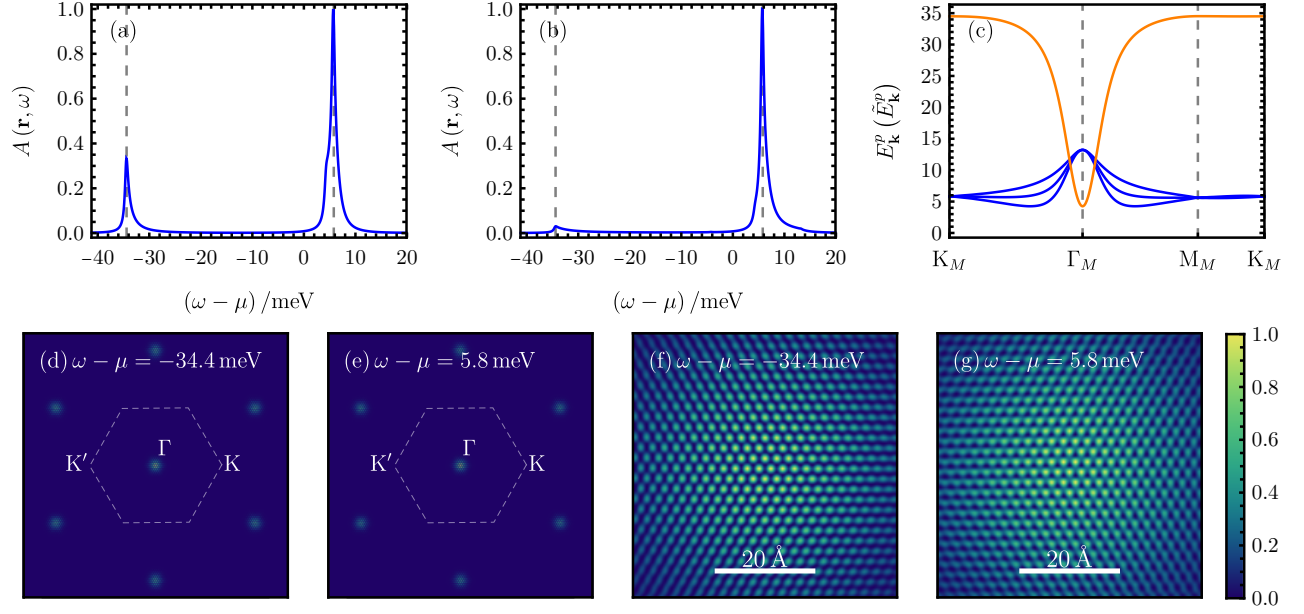 (a)
A (r, ω)
1.0
0.8
0.6
0.4
0.2
0.0
−40 −30 −20 −10 0 10 20
(ω − μ) /meV
(b)
A (r, ω)
1.0
0.8
0.6
0.4
0.2
0.0
−40 −30 −20 −10 0 10 20
(ω − μ) /meV
(c)
E^p_k (Ẽ^p_k)
35
30
25
20
15
10
5
0
K_M Γ_M M_M K_M
(d) ω − μ = −34.4 meV
K′ Γ K
(e) ω − μ = 5.8 meV
K′ Γ K
(f) ω − μ = −34.4 meV
20 Å
(g) ω − μ = 5.8 meV
20 Å
1.0
0.8
0.6
0.4
0.2
0.0